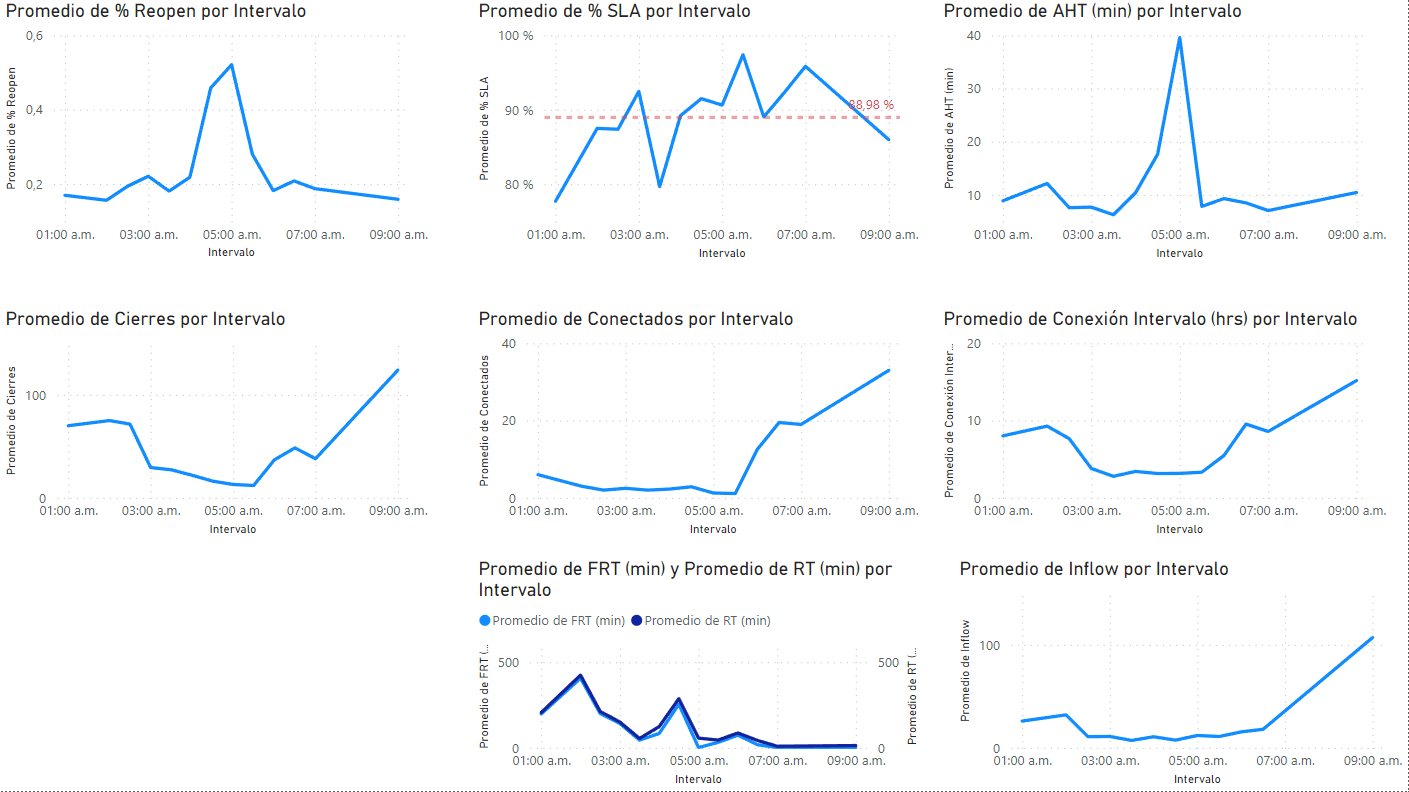 Promedio de % Reopen por Intervalo
0,6
0,4
0,2
Promedio de % Reopen
01:00 a.m. 03:00 a.m. 05:00 a.m. 07:00 a.m. 09:00 a.m.
Intervalo
Promedio de % SLA por Intervalo
100 %
90 %
80 %
Promedio de % SLA
88,98 %
01:00 a.m. 03:00 a.m. 05:00 a.m. 07:00 a.m. 09:00 a.m.
Intervalo
Promedio de AHT (min) por Intervalo
40
30
20
10
Promedio de AHT (min)
01:00 a.m. 03:00 a.m. 05:00 a.m. 07:00 a.m. 09:00 a.m.
Intervalo
Promedio de Cierres por Intervalo
100
0
Promedio de Cierres
01:00 a.m. 03:00 a.m. 05:00 a.m. 07:00 a.m. 09:00 a.m.
Intervalo
Promedio de Conectados por Intervalo
40
20
0
Promedio de Conectados
01:00 a.m. 03:00 a.m. 05:00 a.m. 07:00 a.m. 09:00 a.m.
Intervalo
Promedio de Conexión Intervalo (hrs) por Intervalo
20
10
0
Promedio de Conexión Inter...
01:00 a.m. 03:00 a.m. 05:00 a.m. 07:00 a.m. 09:00 a.m.
Intervalo
Promedio de FRT (min) y Promedio de RT (min) por
Intervalo
Promedio de FRT (min) Promedio de RT (min)
500
0
Promedio de FRT (...
500
0
Promedio de RT (...
01:00 a.m. 03:00 a.m. 05:00 a.m. 07:00 a.m. 09:00 a.m.
Intervalo
Promedio de Inflow por Intervalo
100
0
Promedio de Inflow
01:00 a.m. 03:00 a.m. 05:00 a.m. 07:00 a.m. 09:00 a.m.
Intervalo